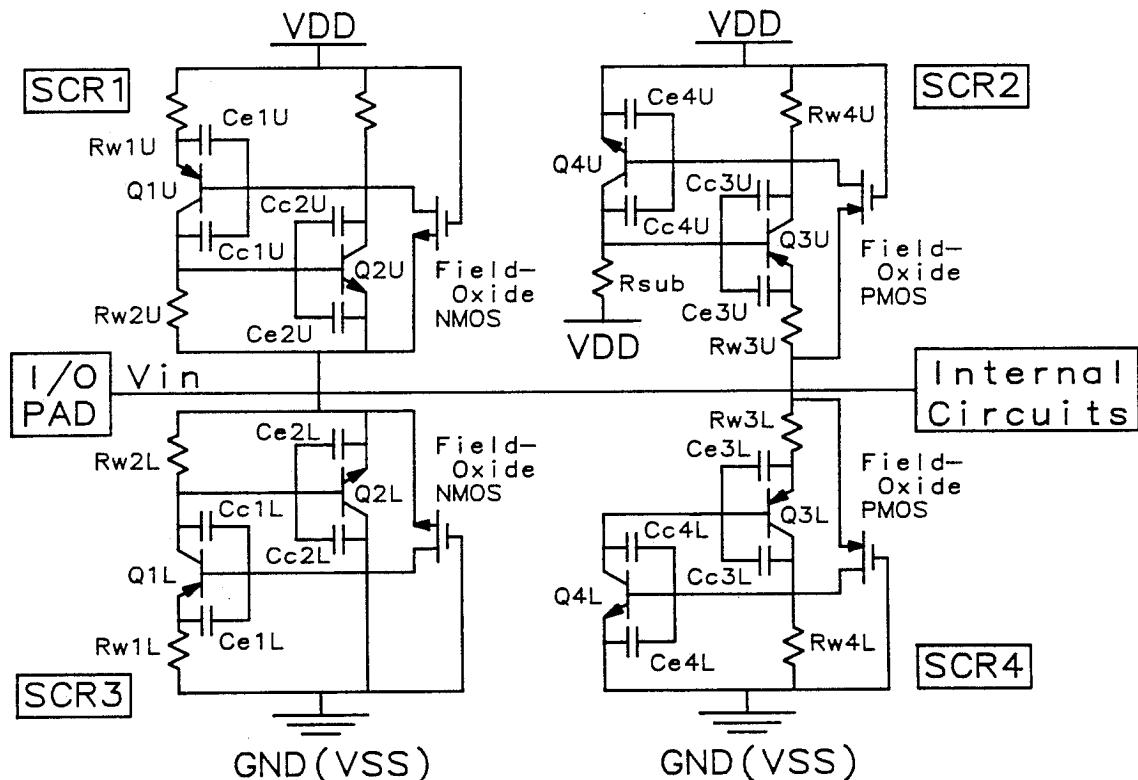 VDD
SCR1
Ce1U
Rw1U
Q1U
Cc2U
Cc1U
Q2U
Field-
Oxide
NMOS
Rw2U
Ce2U
VDD
SCR2
Ce4U
Rw4U
Q4U
Cc3U
Cc4U
Q3U
Field-
Oxide
PMOS
Rsub
Ce3U
VDD
Rw3U
I/O
PAD
Vin
Internal
Circuits
Ce2L
Field-
Oxide
NMOS
Rw2L
Q2L
Cc1L
Cc2L
Q1L
Ce1L
Rw1L
SCR3
GND(VSS)
Rw3L
Ce3L
Field-
Oxide
PMOS
Q3L
Cc4L
Cc3L
Q4L
Ce4L
Rw4L
SCR4
GND(VSS)